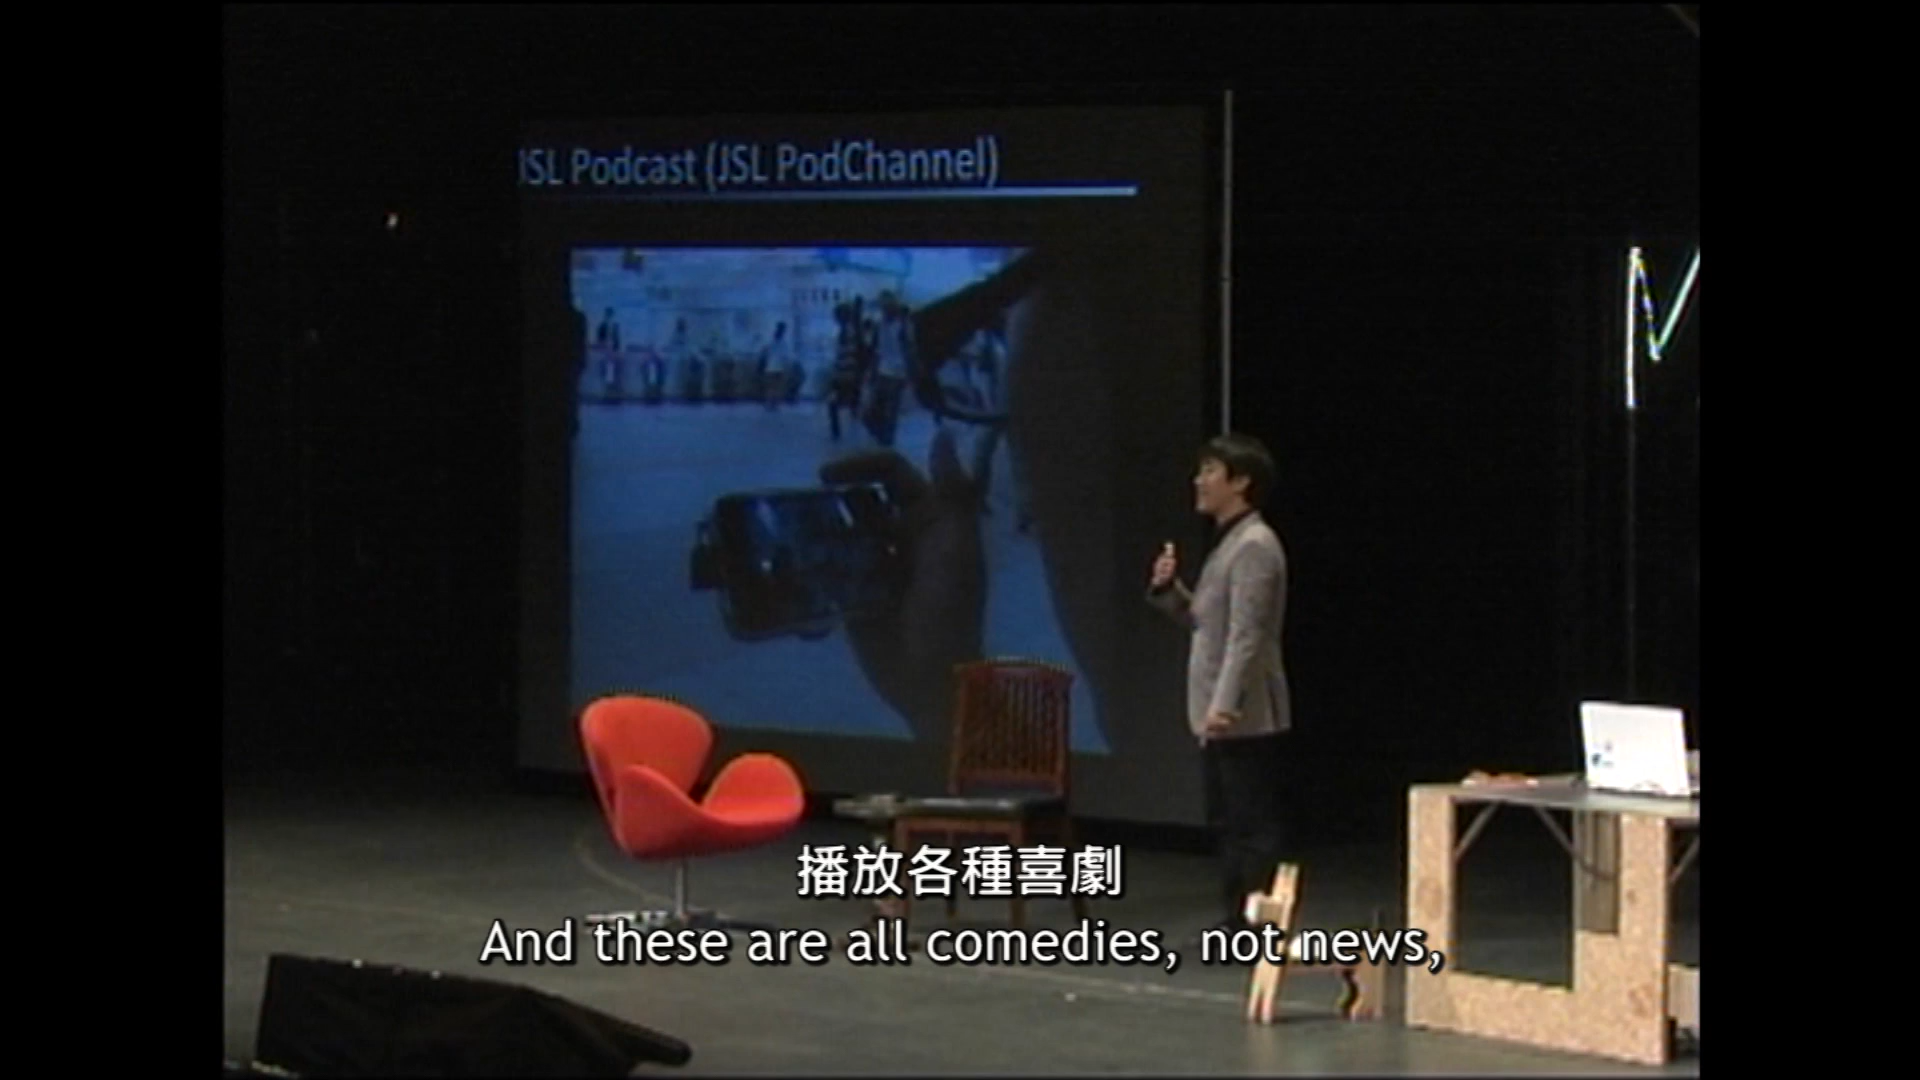 JSL Podcast (JSL PodChannel)
M
播放各種喜劇
And these are all comedies, not news,